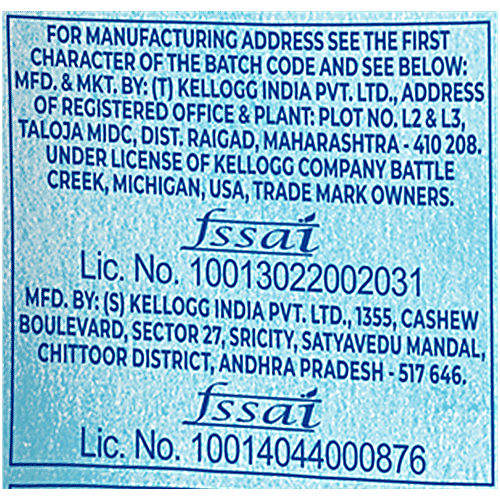 FOR MANUFACTURING ADDRESS SEE THE FIRST
CHARACTER OF THE BATCH CODE AND SEE BELOW:
MFD. & MKT. BY: (T) KELLOGG INDIA PVT. LTD., ADDRESS
OF REGISTERED OFFICE & PLANT: PLOT NO. L2 & L3,
TALOJA MIDC, DIST. RAIGAD, MAHARASHTRA - 410 208.
UNDER LICENSE OF KELLOGG COMPANY BATTLE
CREEK, MICHIGAN, USA, TRADE MARK OWNERS.
fssai
Lic. No. 10013022002031
MFD. BY: (S) KELLOGG INDIA PVT. LTD., 1355, CASHEW
BOULEVARD, SECTOR 27, SRICITY, SATYAVEDU MANDAL,
CHITTOOR DISTRICT, ANDHRA PRADESH - 517 646.
fssai
Lic. No. 10014044000876